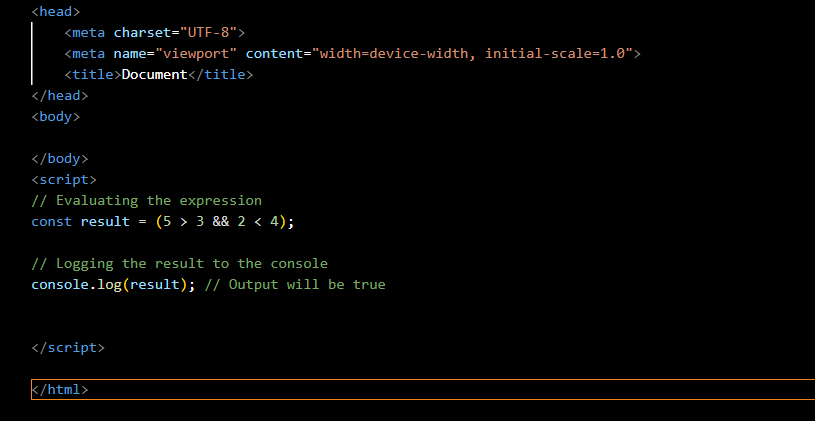 <head>
    <meta charset="UTF-8">
    <meta name="viewport" content="width=device-width, initial-scale=1.0">
    <title>Document</title>
</head>
<body>

</body>
<script>
// Evaluating the expression
const result = (5 > 3 && 2 < 4);

// Logging the result to the console
console.log(result); // Output will be true


</script>

</html>